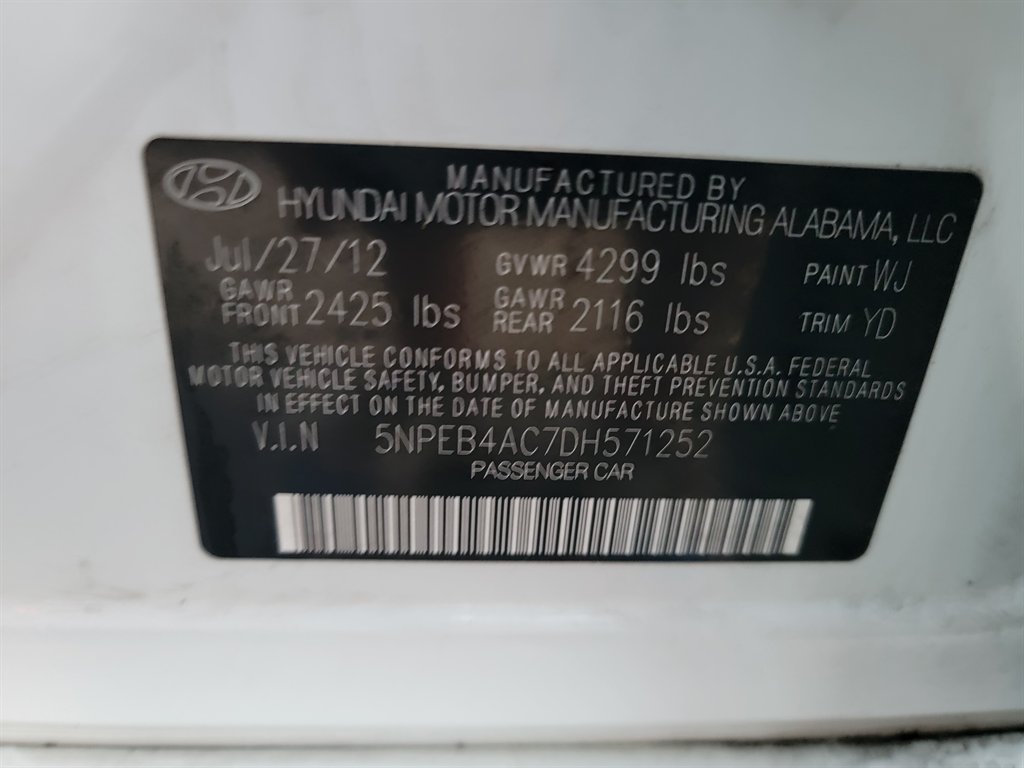 MANUFACTURED BY
HYUNDAI MOTOR MANUFACTURING ALABAMA, LLC
Jul/27/12 GVWR 4299 lbs PAINT WJ
GAWR FRONT 2425 lbs GAWR REAR 2116 lbs TRIM YD
THIS VEHICLE CONFORMS TO ALL APPLICABLE U.S.A. FEDERAL
MOTOR VEHICLE SAFETY, BUMPER, AND THEFT PREVENTION STANDARDS
IN EFFECT ON THE DATE OF MANUFACTURE SHOWN ABOVE
V.I.N 5NPEB4AC7DH571252
PASSENGER CAR